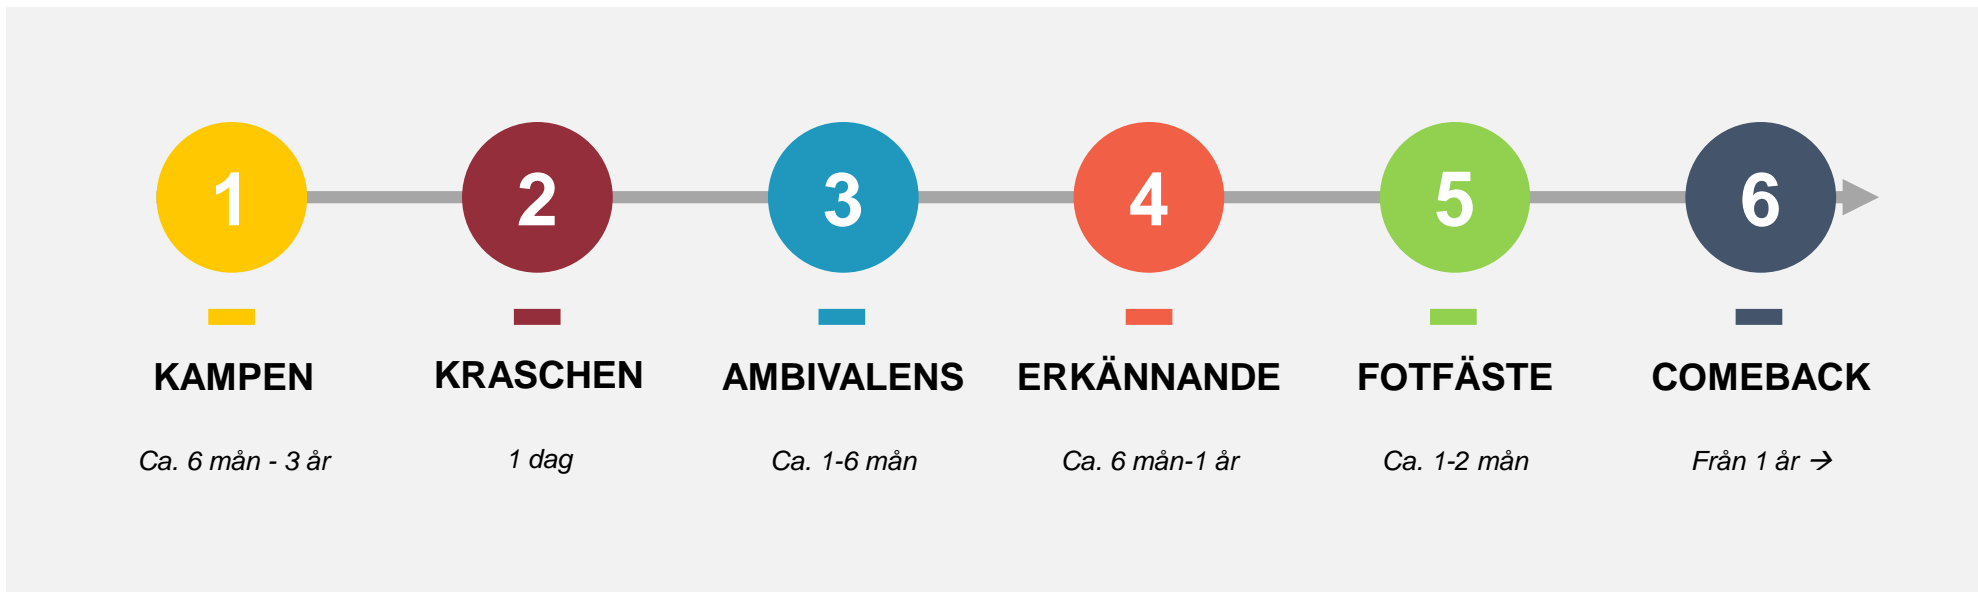 1
2
3
4
5
6
KAMPEN
KRASCHEN
AMBIVALENS
ERKÄNNANDE
FOTFÄSTE
COMEBACK
Ca. 6 mån - 3 år
1 dag
Ca. 1-6 mån
Ca. 6 mån-1 år
Ca. 1-2 mån
Från 1 år →